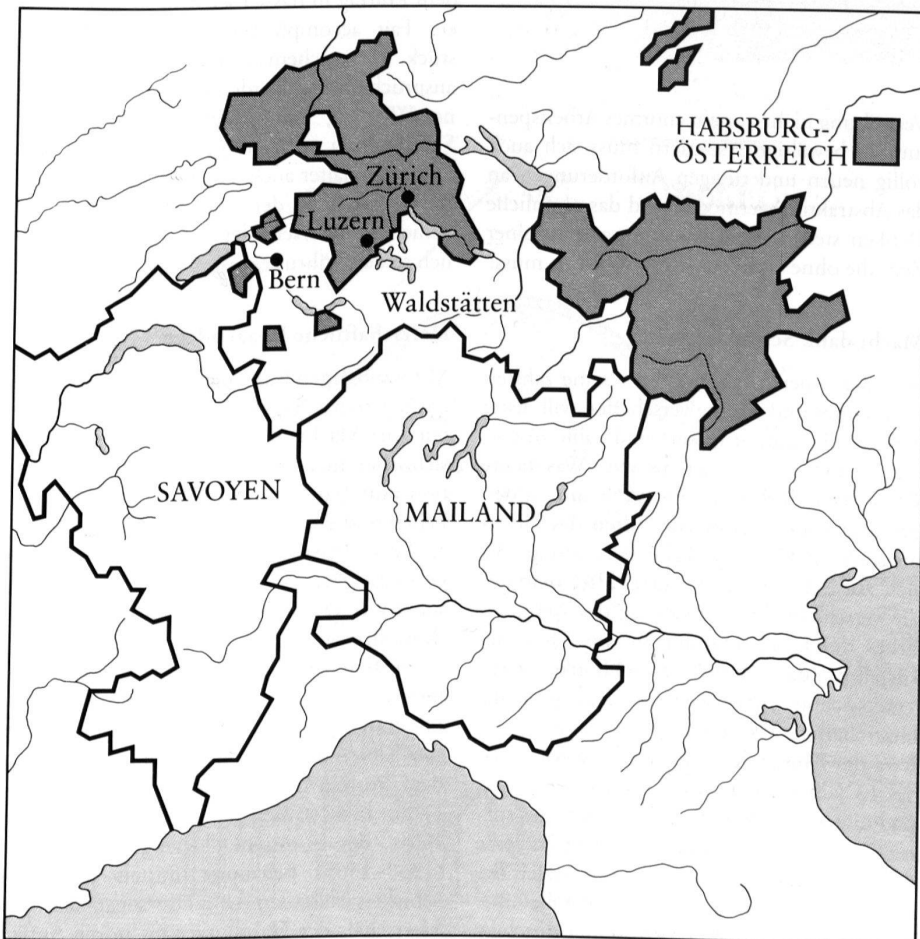 HABSBURG-
ÖSTERREICH
Zürich
Luzern
Bern
Waldstätten
SAVOYEN
MAILAND